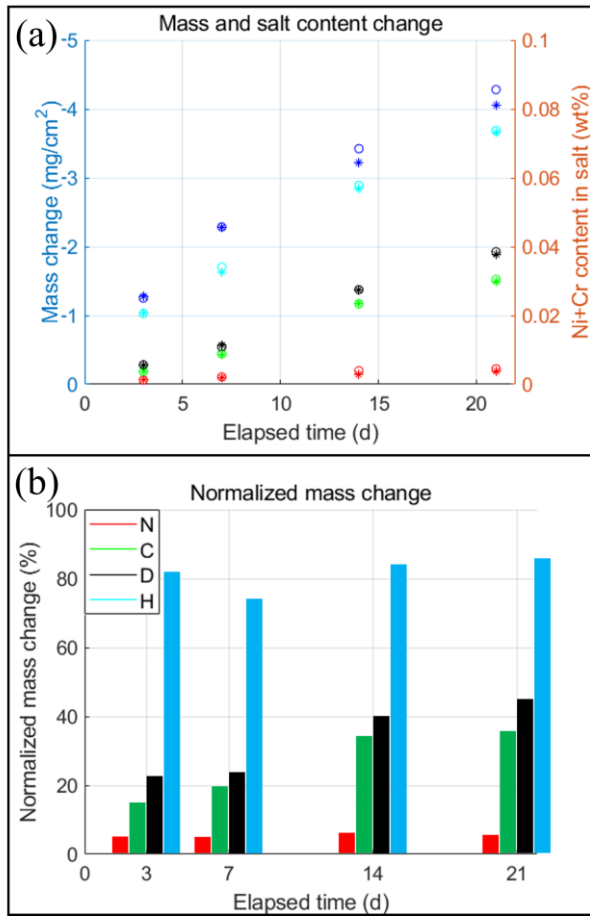 (a)
Mass and salt content change
Mass change (mg/cm²)
-5
-4
-3
-2
-1
0
0.1
0.08
0.06
0.04
0.02
0
Ni+Cr content in salt (wt%)
0 5 10 15 20
Elapsed time (d)
(b)
Normalized mass change
Normalized mass change (%)
100
80
60
40
20
0
N
C
D
H
0 3 7 14 21
Elapsed time (d)